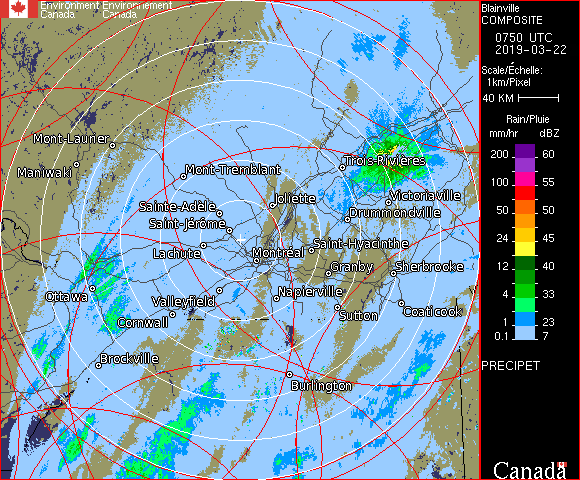 Environment Environnement
Canada Canada
Blainville
COMPOSITE
0750 UTC
2019-03-22
Scale/Échelle:
1km/Pixel
40 KM
Rain/Pluie
mm/hr dBZ
200 60
100 55
50 50
24 45
12 40
4 33
1 23
0.1 7
PRECIPET
Mont-Laurier
Maniwaki
Mont-Tremblant
Trois-Rivières
Sainte-Adèle
Joliette
Victoriaville
Drummondville
Saint-Jérôme
Lachute
Montréal
Saint-Hyacinthe
Granby
Sherbrooke
Ottawa
Valleyfield
Napierville
Cornwall
Sutton
Coaticook
Brockville
Burlington
Canada